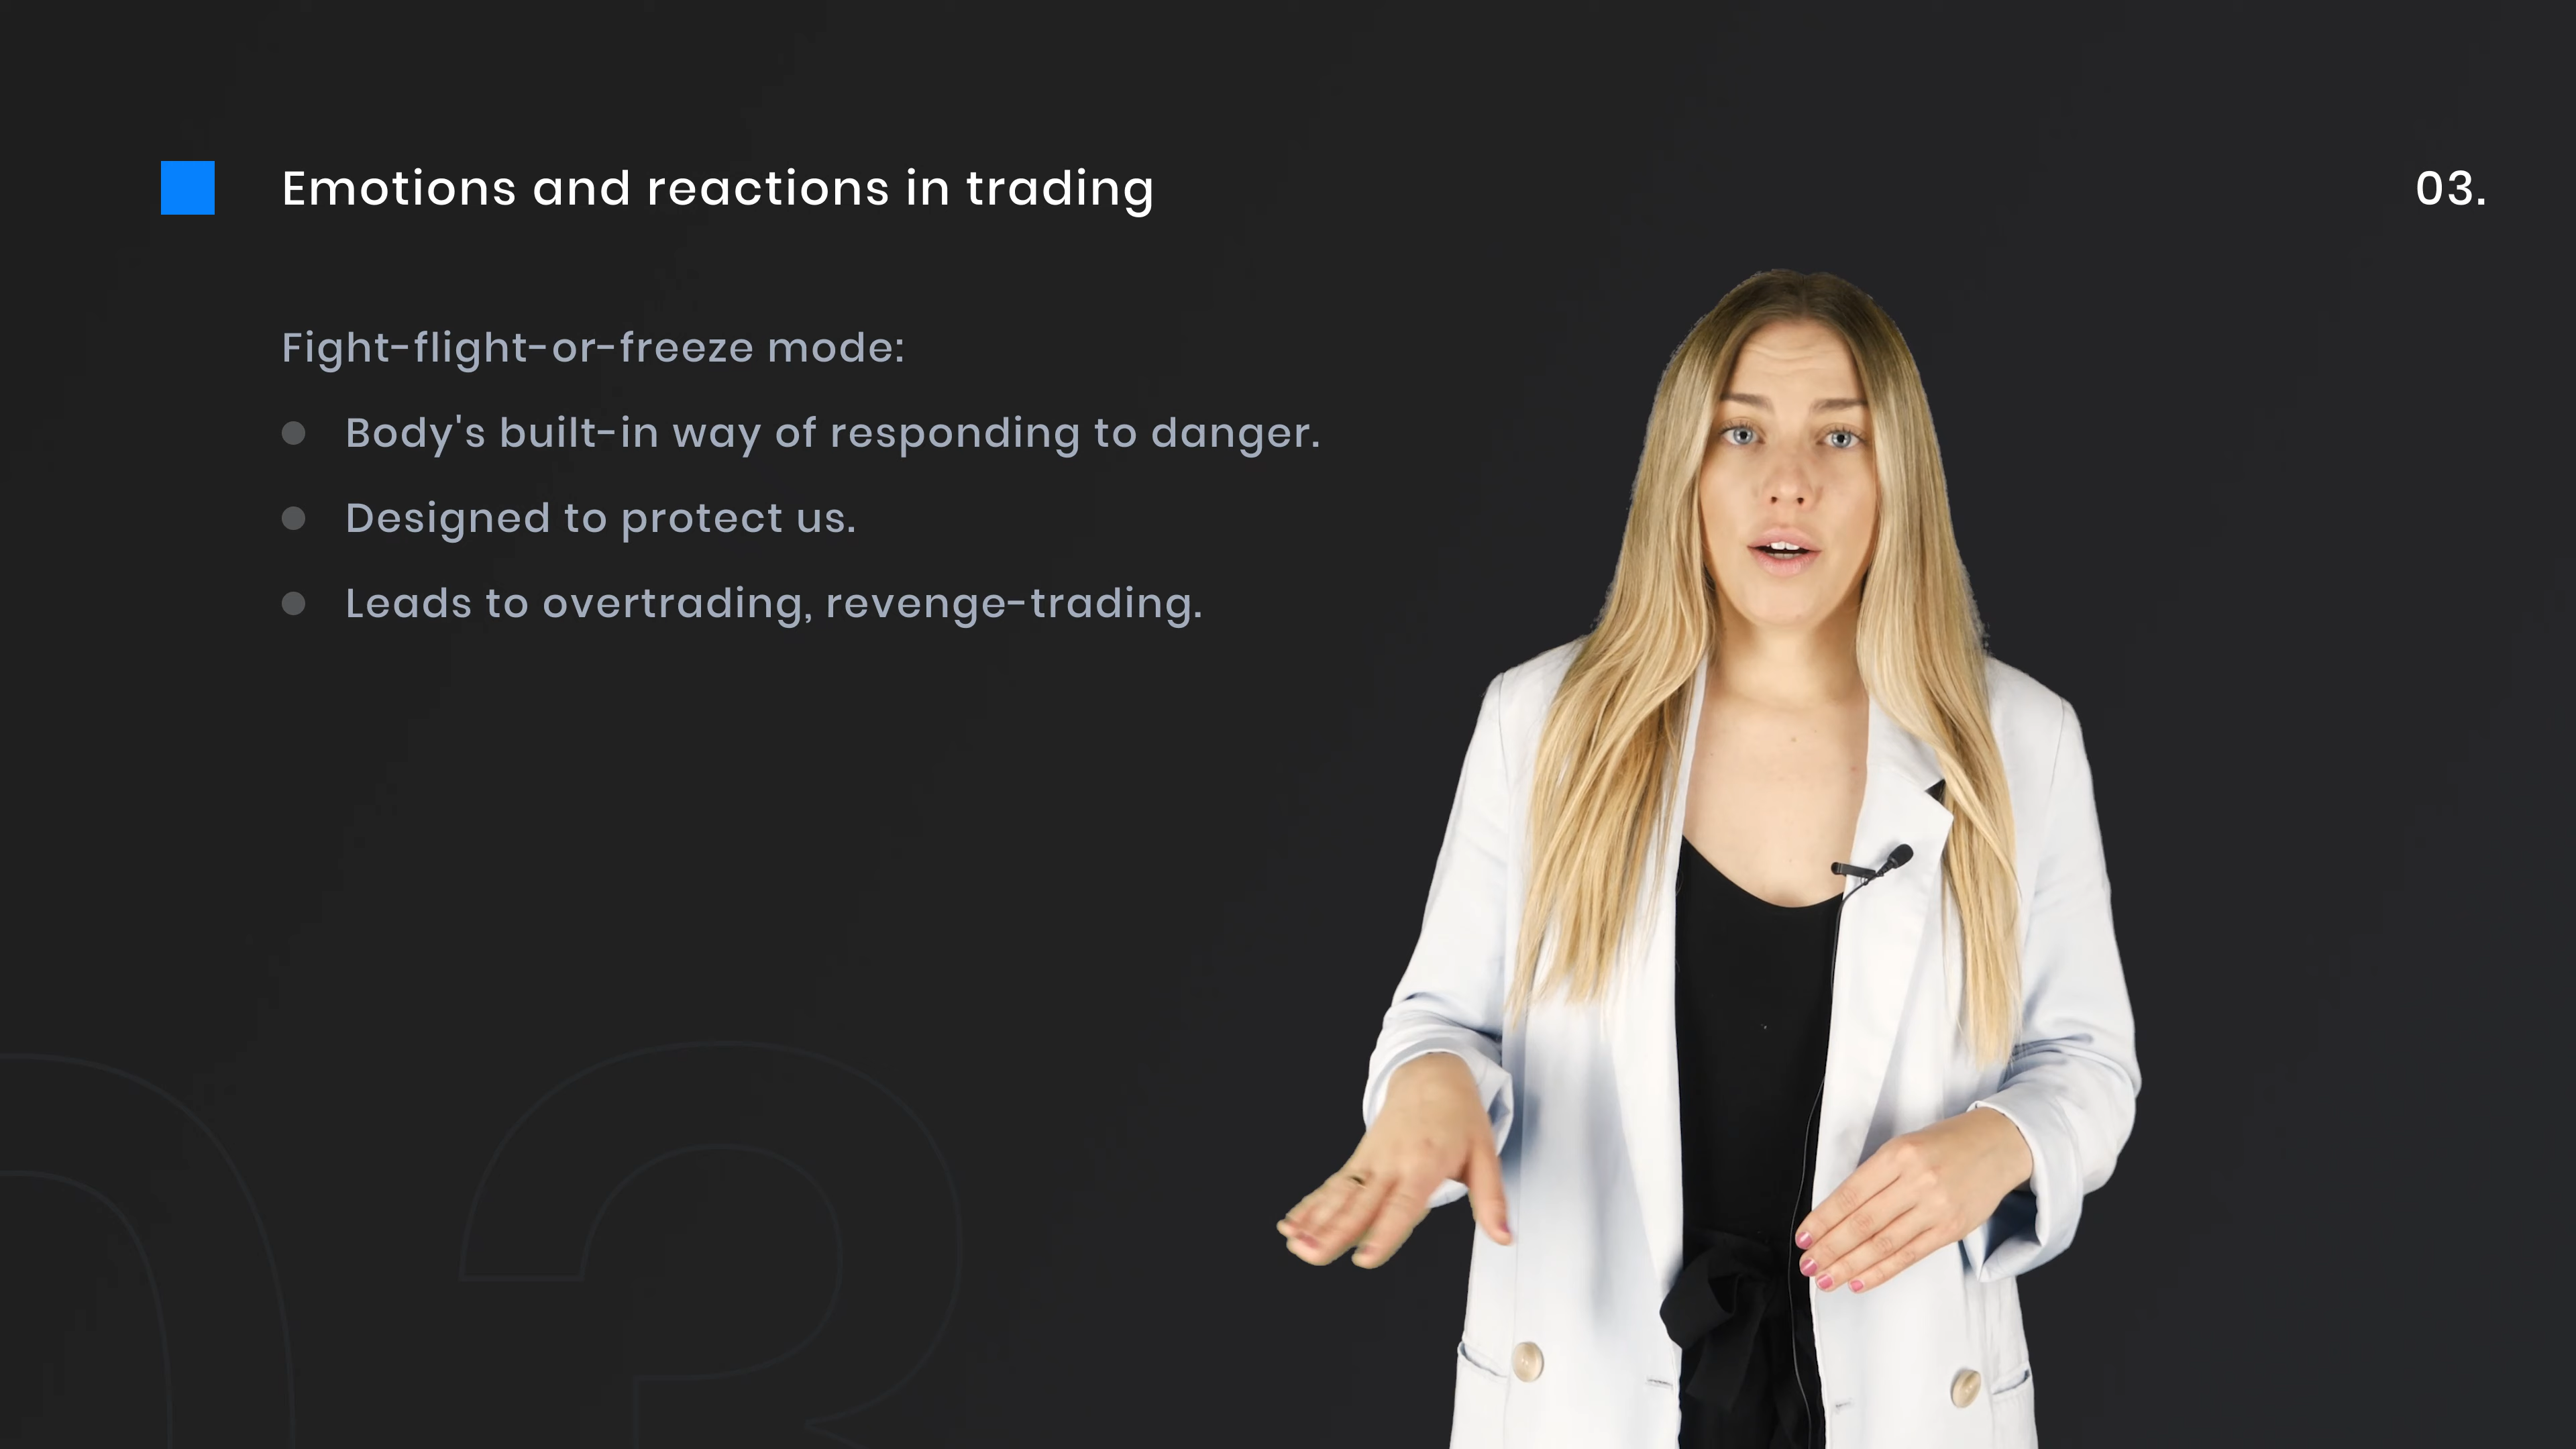 Emotions and reactions in trading
03.
Fight-flight-or-freeze mode:
Body's built-in way of responding to danger.
Designed to protect us.
Leads to overtrading, revenge-trading.
03